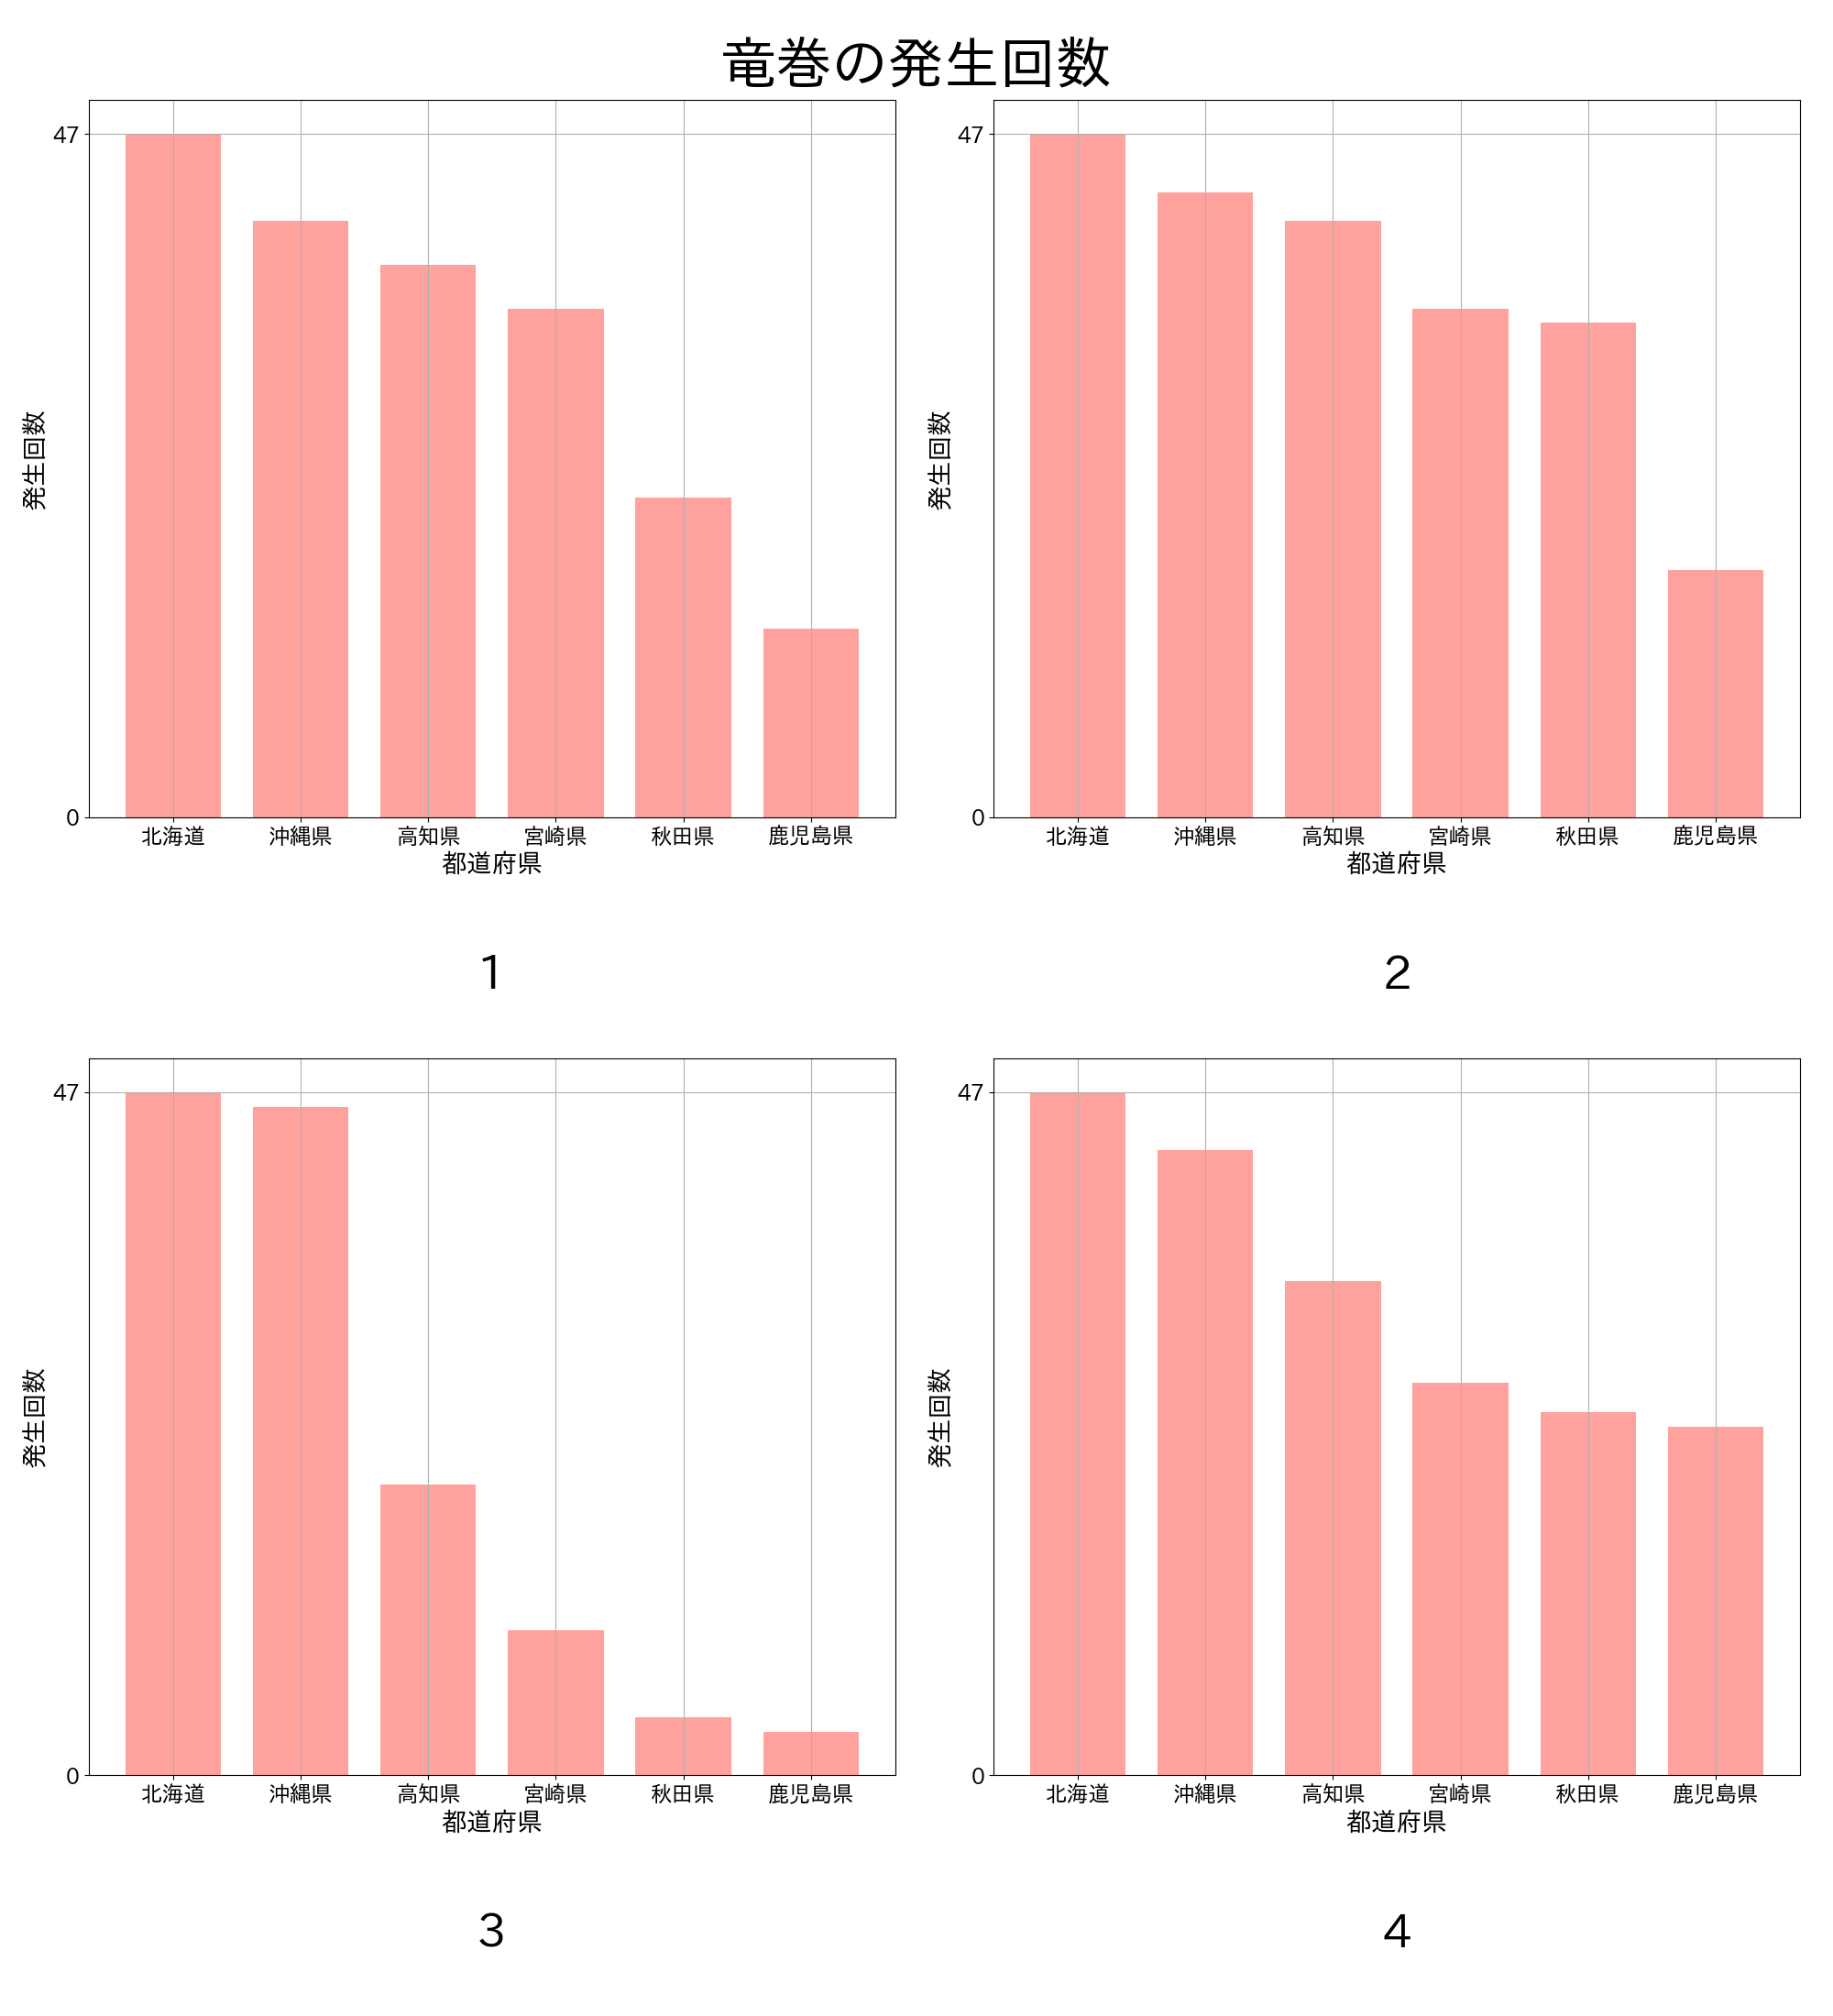 竜巻の発生回数
47
0
発生回数
北海道 沖縄県 高知県 宮崎県 秋田県 鹿児島県
都道府県
1
47
0
発生回数
北海道 沖縄県 高知県 宮崎県 秋田県 鹿児島県
都道府県
2
47
0
発生回数
北海道 沖縄県 高知県 宮崎県 秋田県 鹿児島県
都道府県
3
47
0
発生回数
北海道 沖縄県 高知県 宮崎県 秋田県 鹿児島県
都道府県
4